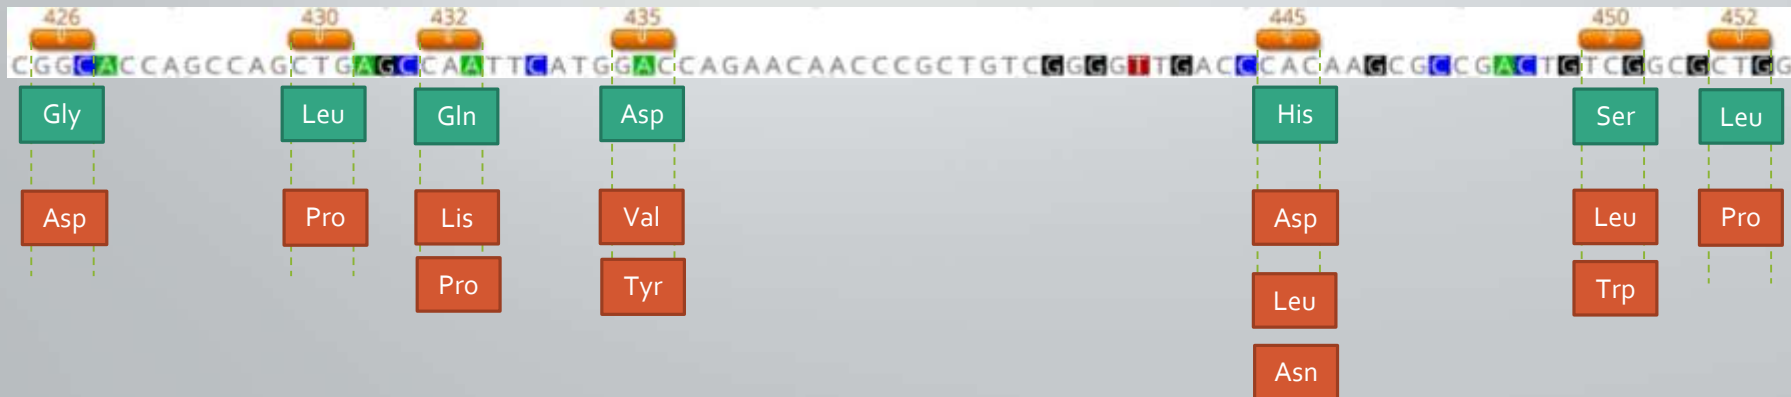 426 430 432 435 445 450 452
CGGCACCAGCCAGCTGAGCCAATTCATGGACCAGAACAACCCGCTGTCGGGGTTGACCCACAAGCGCCGACTGTCGGCGCTGG
Gly Leu Gln Asp His Ser Leu
Asp Pro Lis Val Asp Leu Pro
Pro Tyr Leu Trp
Asn